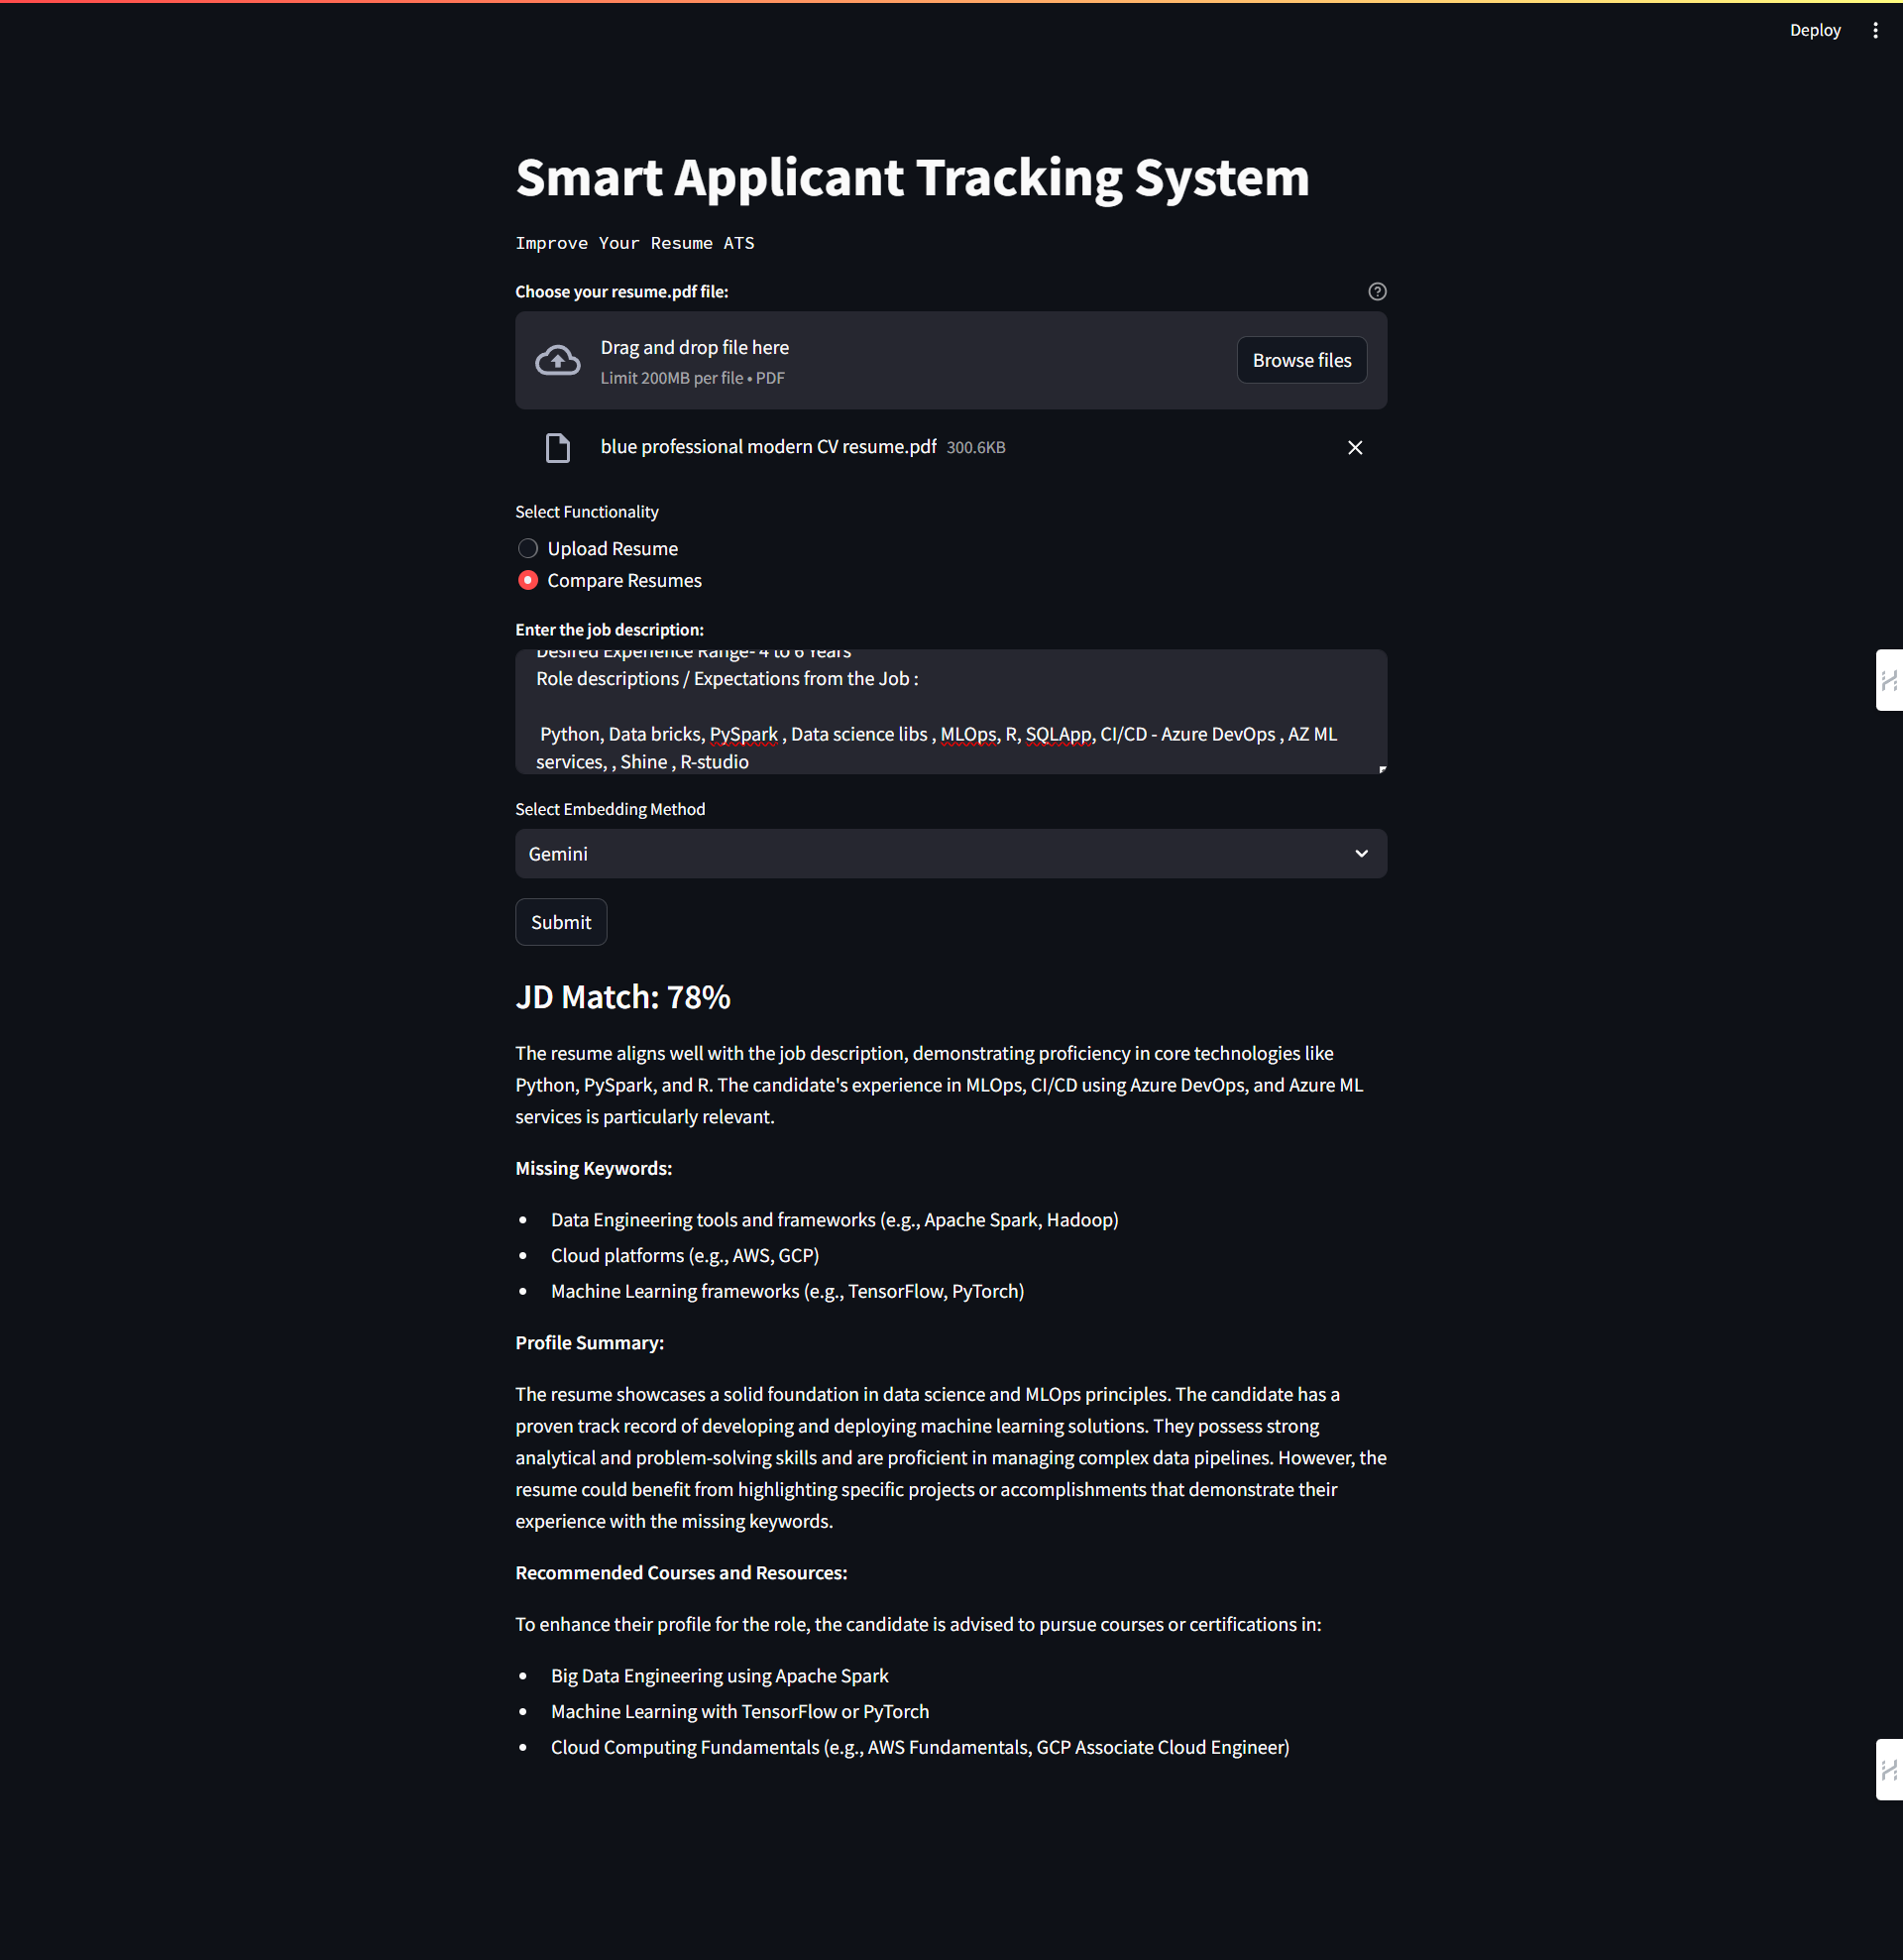 Deploy
Smart Applicant Tracking System
Improve Your Resume ATS
Choose your resume.pdf file:
Drag and drop file here
Limit 200MB per file • PDF
Browse files
blue professional modern CV resume.pdf 300.6KB
Select Functionality
Upload Resume
Compare Resumes
Enter the job description:
Desired Experience Range- 4 to 6 Years
Role descriptions / Expectations from the Job :
Python, Data bricks, PySpark , Data science libs , MLOps, R, SQLApp, CI/CD - Azure DevOps , AZ ML
services, , Shine , R-studio
Select Embedding Method
Gemini
Submit
JD Match: 78%
The resume aligns well with the job description, demonstrating proficiency in core technologies like
Python, PySpark, and R. The candidate's experience in MLOps, CI/CD using Azure DevOps, and Azure ML
services is particularly relevant.
Missing Keywords:
• Data Engineering tools and frameworks (e.g., Apache Spark, Hadoop)
• Cloud platforms (e.g., AWS, GCP)
• Machine Learning frameworks (e.g., TensorFlow, PyTorch)
Profile Summary:
The resume showcases a solid foundation in data science and MLOps principles. The candidate has a
proven track record of developing and deploying machine learning solutions. They possess strong
analytical and problem-solving skills and are proficient in managing complex data pipelines. However, the
resume could benefit from highlighting specific projects or accomplishments that demonstrate their
experience with the missing keywords.
Recommended Courses and Resources:
To enhance their profile for the role, the candidate is advised to pursue courses or certifications in:
• Big Data Engineering using Apache Spark
• Machine Learning with TensorFlow or PyTorch
• Cloud Computing Fundamentals (e.g., AWS Fundamentals, GCP Associate Cloud Engineer)